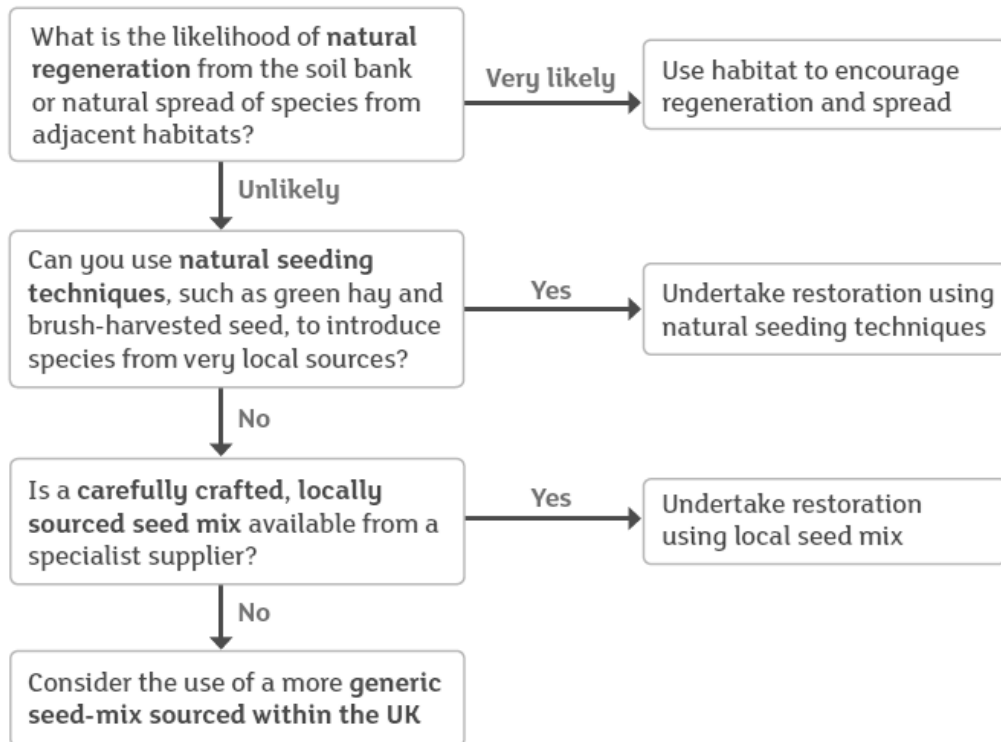 What is the likelihood of natural
regeneration from the soil bank
or natural spread of species from
adjacent habitats?
Very likely
Use habitat to encourage
regeneration and spread
Unlikely
Can you use natural seeding
techniques, such as green hay and
brush-harvested seed, to introduce
species from very local sources?
Yes
Undertake restoration using
natural seeding techniques
No
Is a carefully crafted, locally
sourced seed mix available from a
specialist supplier?
Yes
Undertake restoration
using local seed mix
No
Consider the use of a more generic
seed-mix sourced within the UK